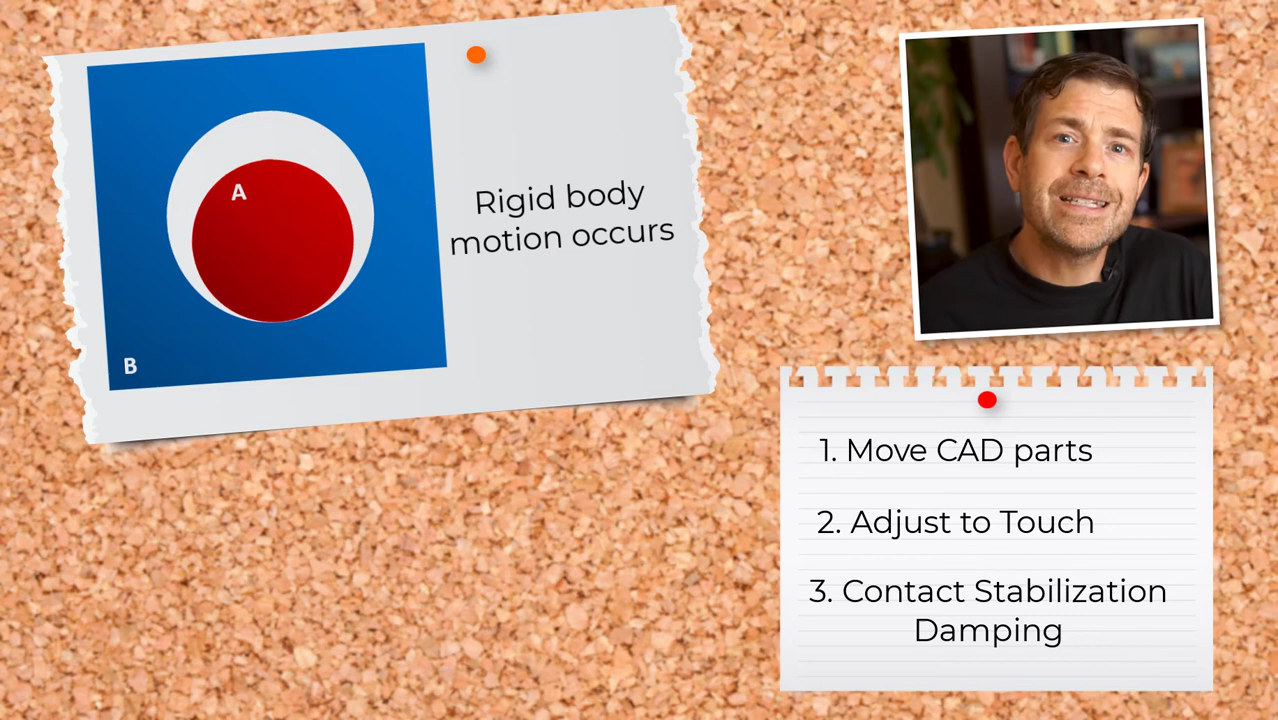 A
B
Rigid body
motion occurs
1. Move CAD parts
2. Adjust to Touch
3. Contact Stabilization
Damping